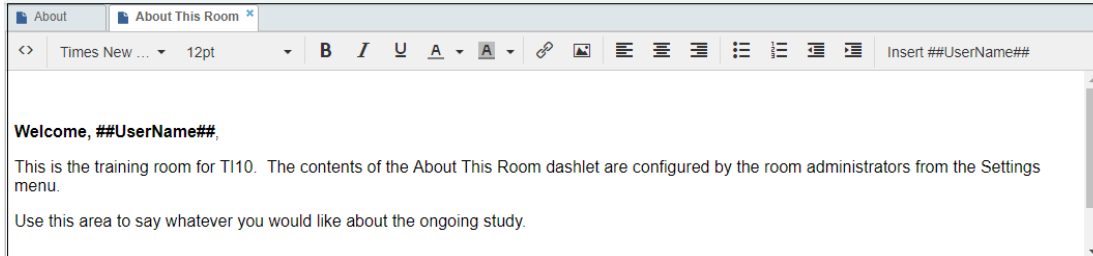 About About This Room ×
<> Times New ... 12pt B I U A A Insert ##UserName##
Welcome, ##UserName##,
This is the training room for TI10.  The contents of the About This Room dashlet are configured by the room administrators from the Settings
menu.
Use this area to say whatever you would like about the ongoing study.